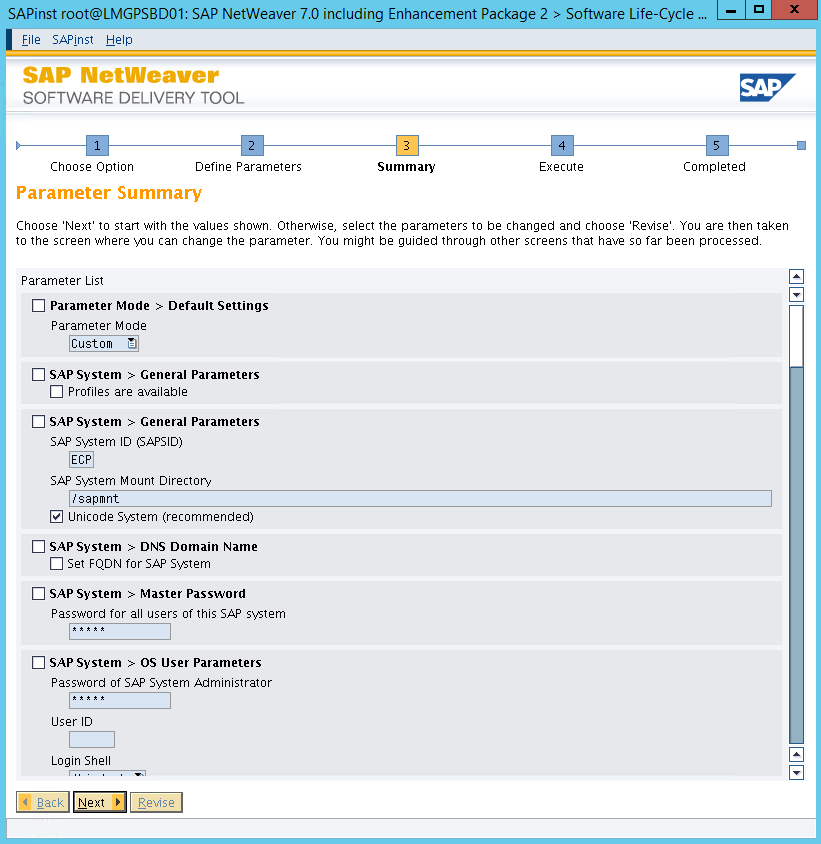 SAPinst root@LMGPSBD01: SAP NetWeaver 7.0 including Enhancement Package 2 > Software Life-Cycle ...
File SAPinst Help
SAP NetWeaver
SOFTWARE DELIVERY TOOL
SAP
1 2 3 4 5
Choose Option Define Parameters Summary Execute Completed
Parameter Summary
Choose 'Next' to start with the values shown. Otherwise, select the parameters to be changed and choose 'Revise'. You are then taken
to the screen where you can change the parameter. You might be guided through other screens that have so far been processed.
Parameter List
Parameter Mode > Default Settings
Parameter Mode
Custom
SAP System > General Parameters
Profiles are available
SAP System > General Parameters
SAP System ID (SAPSID)
ECP
SAP System Mount Directory
/sapmnt
Unicode System (recommended)
SAP System > DNS Domain Name
Set FQDN for SAP System
SAP System > Master Password
Password for all users of this SAP system
*****
SAP System > OS User Parameters
Password of SAP System Administrator
*****
User ID
Login Shell
Back Next Revise